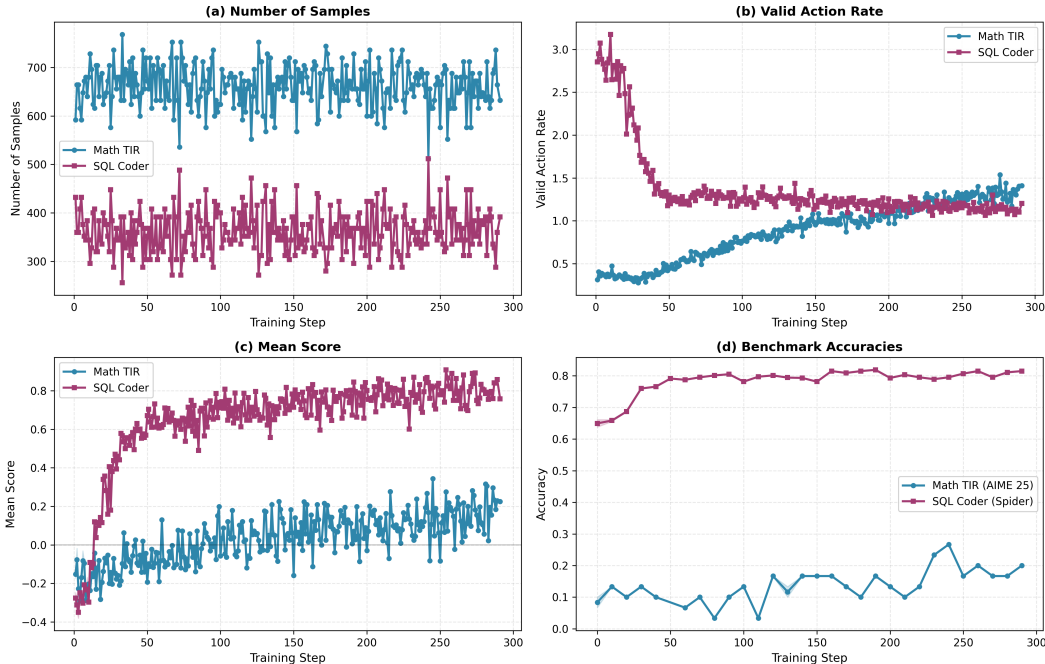 (a) Number of Samples
Number of Samples
700
600
500
400
300
Math TIR
SQL Coder
0 50 100 150 200 250 300
Training Step
(b) Valid Action Rate
Valid Action Rate
3.0
2.5
2.0
1.5
1.0
0.5
Math TIR
SQL Coder
0 50 100 150 200 250 300
Training Step
(c) Mean Score
Mean Score
0.8
0.6
0.4
0.2
0.0
−0.2
−0.4
Math TIR
SQL Coder
0 50 100 150 200 250 300
Training Step
(d) Benchmark Accuracies
Accuracy
0.8
0.7
0.6
0.5
0.4
0.3
0.2
0.1
0.0
Math TIR (AIME 25)
SQL Coder (Spider)
0 50 100 150 200 250 300
Training Step